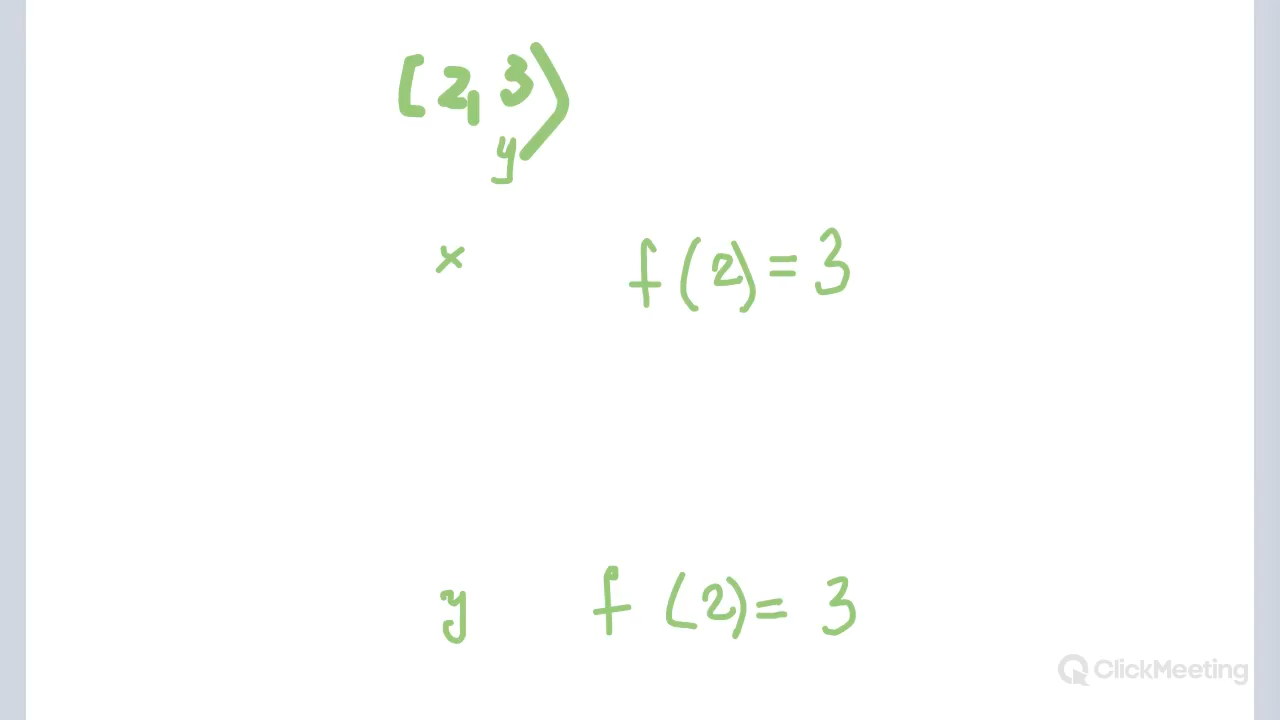 [2, 3)
y
x f(2) = 3
y f(2) = 3
ClickMeeting